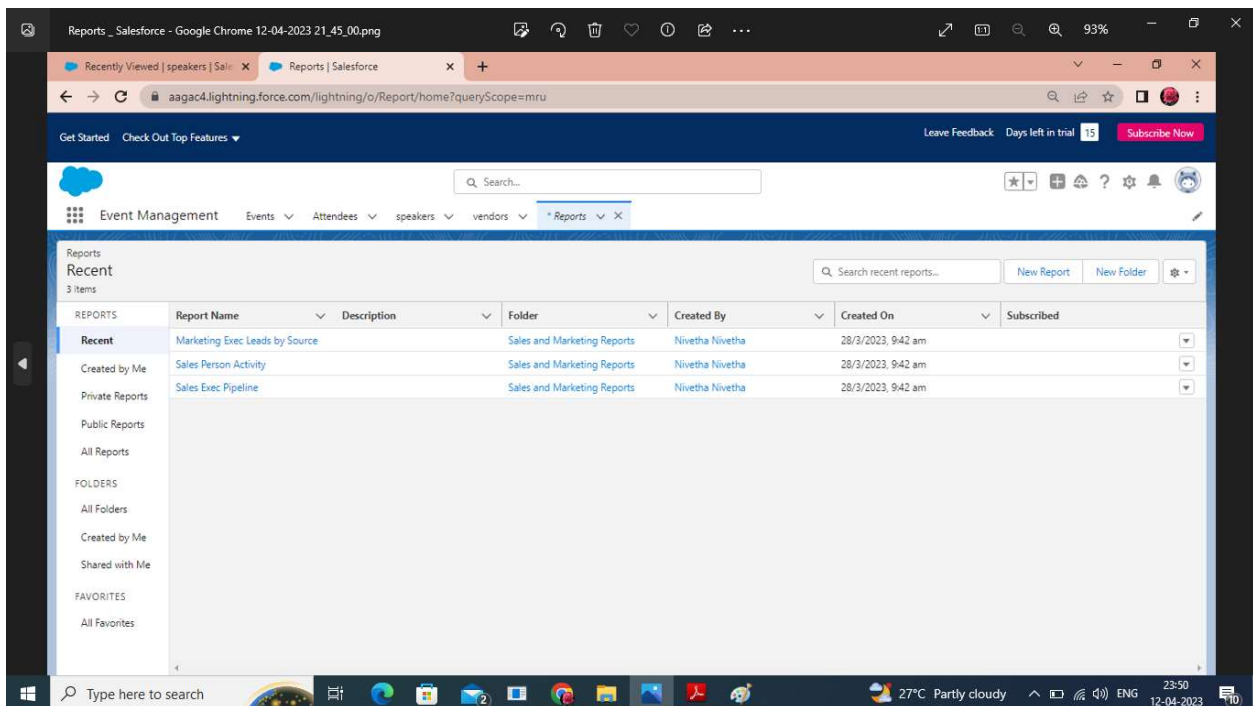 Reports _ Salesforce - Google Chrome 12-04-2023 21_45_00.png
93%
Recently Viewed | speakers | Sale
Reports | Salesforce
aagac4.lightning.force.com/lightning/o/Report/home?queryScope=mru
Get Started Check Out Top Features
Leave Feedback Days left in trial 15 Subscribe Now
Search...
Event Management Events Attendees speakers vendors * Reports
Reports
Recent
3 items
Search recent reports...
New Report New Folder
REPORTS Report Name Description Folder Created By Created On Subscribed
Recent Marketing Exec Leads by Source Sales and Marketing Reports Nivetha Nivetha 28/3/2023, 9:42 am
Created by Me Sales Person Activity Sales and Marketing Reports Nivetha Nivetha 28/3/2023, 9:42 am
Private Reports Sales Exec Pipeline Sales and Marketing Reports Nivetha Nivetha 28/3/2023, 9:42 am
Public Reports
All Reports
FOLDERS
All Folders
Created by Me
Shared with Me
FAVORITES
All Favorites
Type here to search
2
27°C Partly cloudy
ENG
23:50
12-04-2023
10